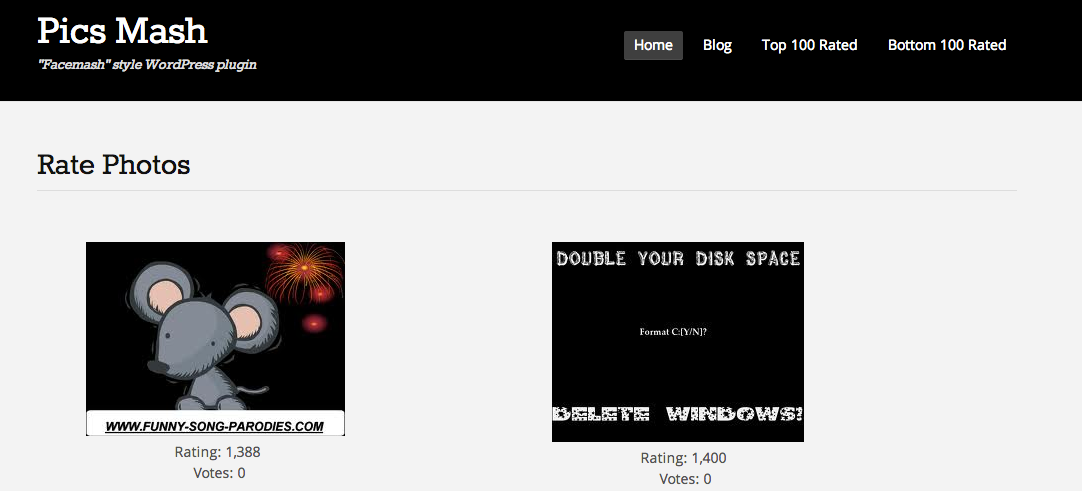 Pics Mash
"Facemash" style WordPress plugin
Home Blog Top 100 Rated Bottom 100 Rated
Rate Photos
WWW.FUNNY-SONG-PARODIES.COM
Rating: 1,388
Votes: 0
DOUBLE YOUR DISK SPACE
Format C:[Y/N]?
DELETE WINDOWS!
Rating: 1,400
Votes: 0